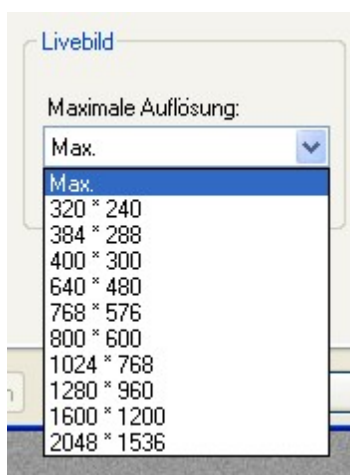 Livebild
Maximale Auflösung:
Max.
Max.
320 * 240
384 * 288
400 * 300
640 * 480
768 * 576
800 * 600
1024 * 768
1280 * 960
1600 * 1200
2048 * 1536